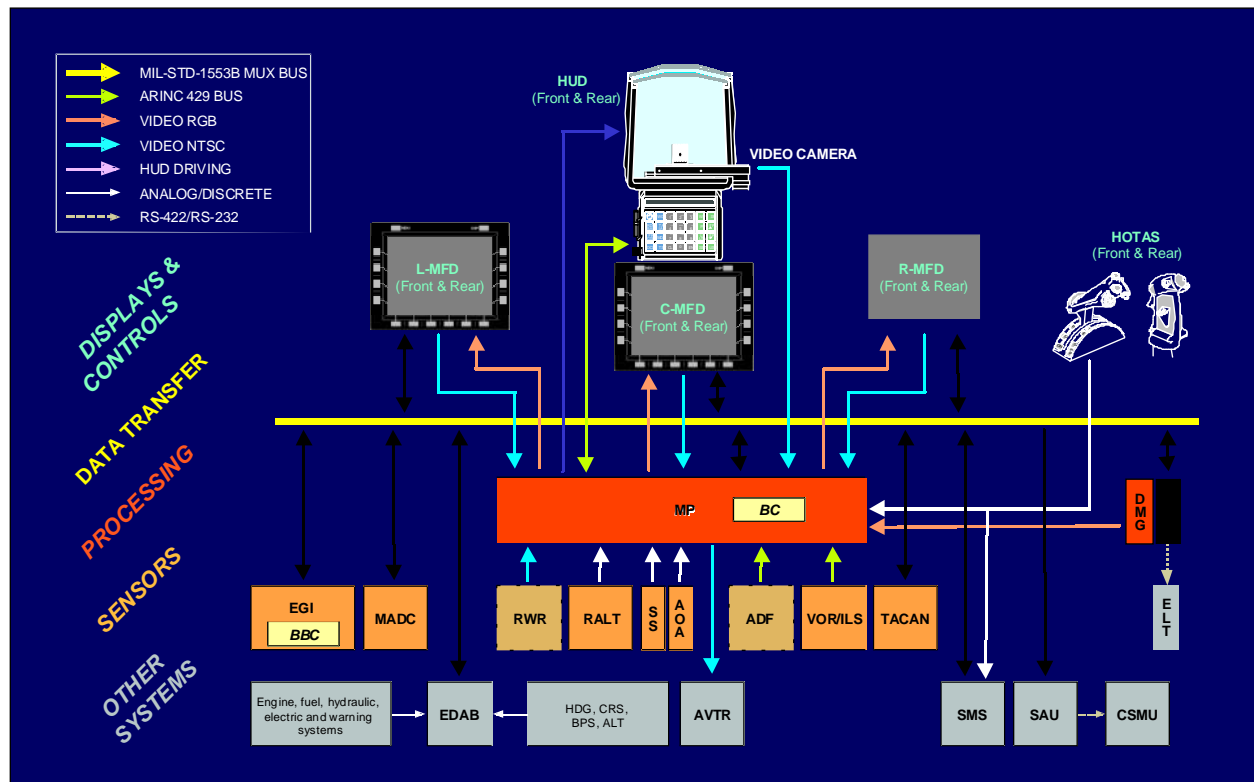 MIL-STD-1553B MUX BUS
ARINC 429 BUS
VIDEO RGB
VIDEO NTSC
HUD DRIVING
ANALOG/DISCRETE
RS-422/RS-232
HUD
(Front & Rear)
VIDEO CAMERA
L-MFD
(Front & Rear)
C-MFD
(Front & Rear)
R-MFD
(Front & Rear)
HOTAS
(Front & Rear)
DISPLAYS &
CONTROLS
DATA TRANSFER
PROCESSING
SENSORS
OTHER
SYSTEMS
MP
BC
DMG
EGI
BBC
MADC
RWR
RALT
SS
AOA
ADF
VOR/ILS
TACAN
ELT
Engine, fuel, hydraulic,
electric and warning
systems
EDAB
HDG, CRS,
BPS, ALT
AVTR
SMS
SAU
CSMU